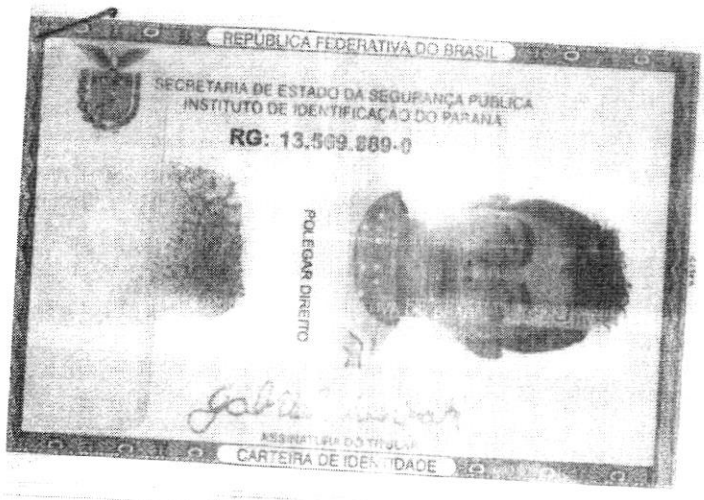 REPÚBLICA FEDERATIVA DO BRASIL
SECRETARIA DE ESTADO DA SEGURANÇA PÚBLICA
INSTITUTO DE IDENTIFICAÇÃO DO PARANÁ
RG: 13.569.889-0
POLEGAR DIREITO
ASSINATURA DO TITULAR
CARTEIRA DE IDENTIDADE